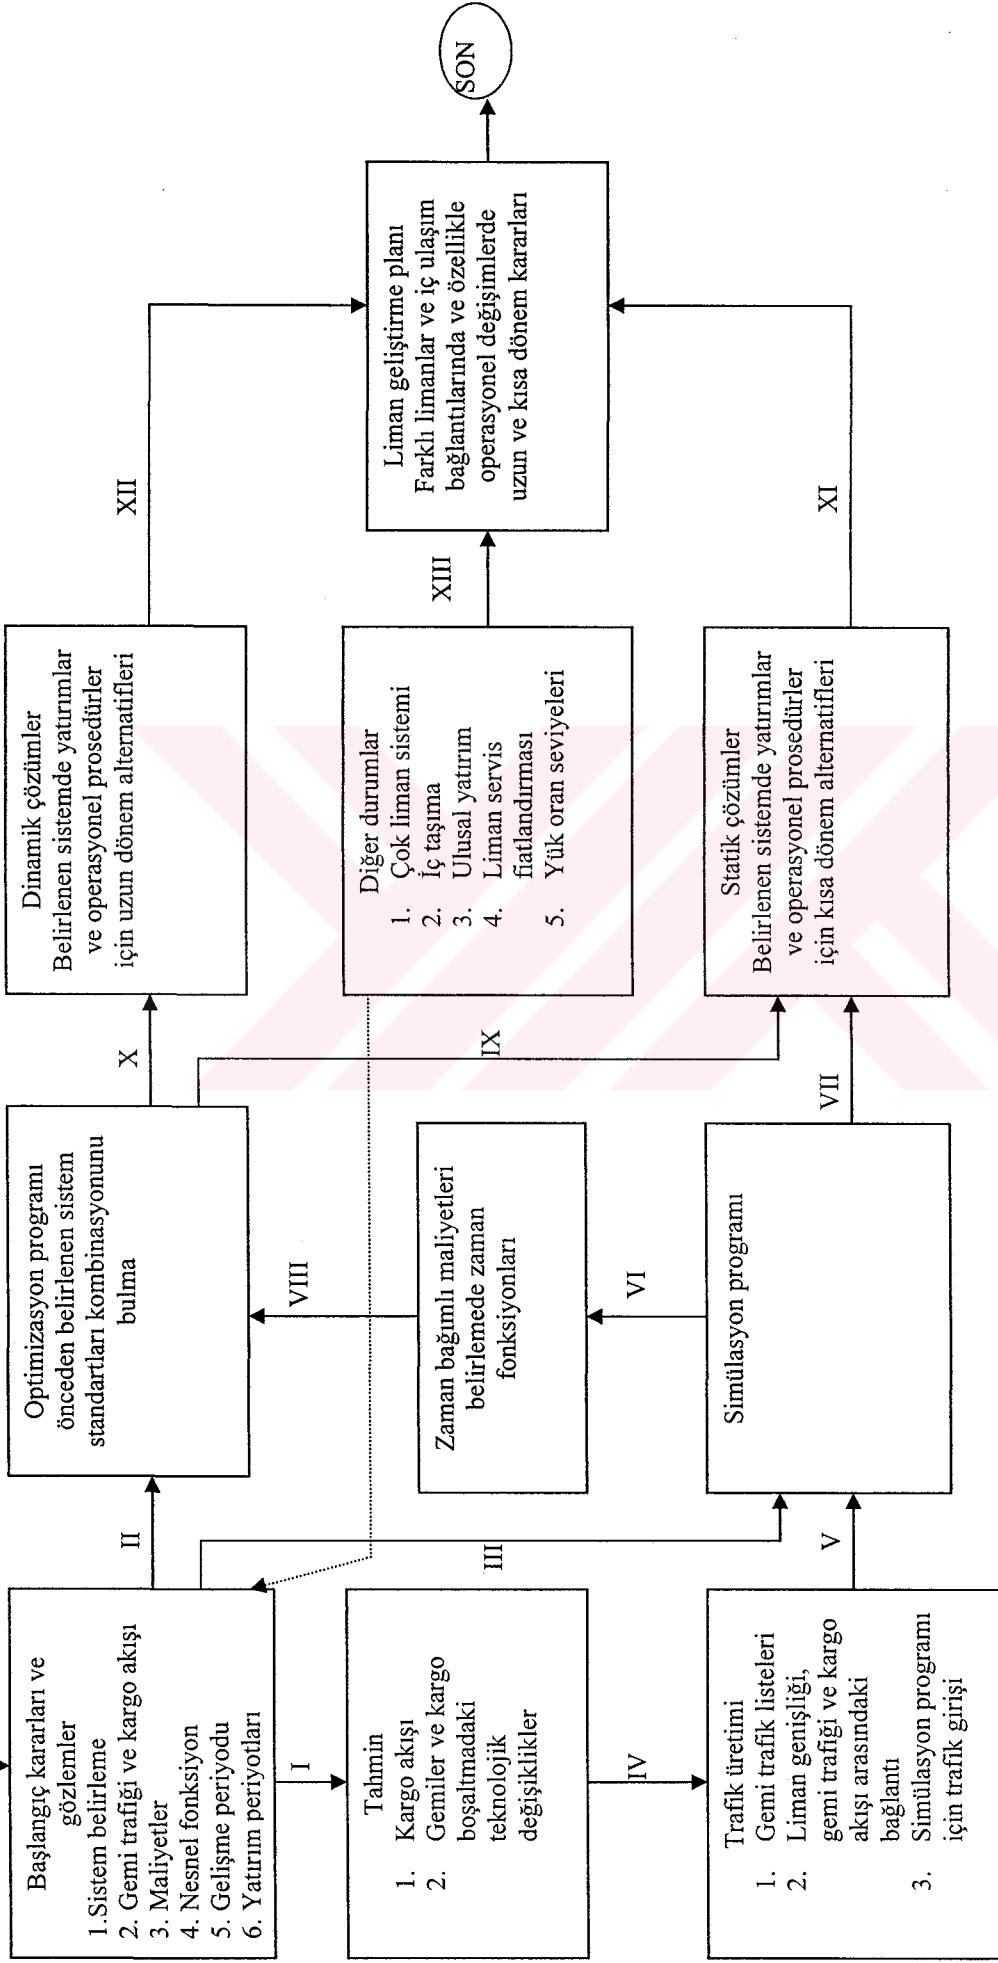 Başlangıç kararları ve
gözlemler
1.Sistem belirleme
2. Gemi trafiği ve kargo akışı
3. Maliyetler
4. Nesnel fonksiyon
5. Gelişme periyodu
6. Yatırım periyotları
I
II
III
Tahmin
1. Kargo akışı
2. Gemiler ve kargo
boşaltmadaki
teknolojik
değişiklikler
IV
Trafik üretimi
1. Gemi trafik listeleri
2. Liman genişliği,
gemi trafiği ve kargo
akışı arasındaki
bağlantı
3. Simülasyon programı
için trafik girişi
V
Optimizasyon programı
önceden belirlenen sistem
standartları kombinasyonunu
bulma
VIII
Zaman bağımlı maliyetleri
belirlemede zaman
fonksiyonları
VI
Simülasyon programı
X
IX
VII
Dinamik çözümler
Belirlenen sistemde yatırımlar
ve operasyonel prosedürler
için uzun dönem alternatifleri
Diğer durumlar
1. Çok liman sistemi
2. İç taşıma
3. Ulusal yatırım
4. Liman servis
fiatlandırması
5. Yük oran seviyeleri
Statik çözümler
Belirlenen sistemde yatırımlar
ve operasyonel prosedürler
için kısa dönem alternatifleri
XII
XIII
XI
Liman geliştirme planı
Farklı limanlar ve iç ulaşım
bağlantılarında ve özellikle
operasyonel değişimlerde
uzun ve kısa dönem kararları
SON